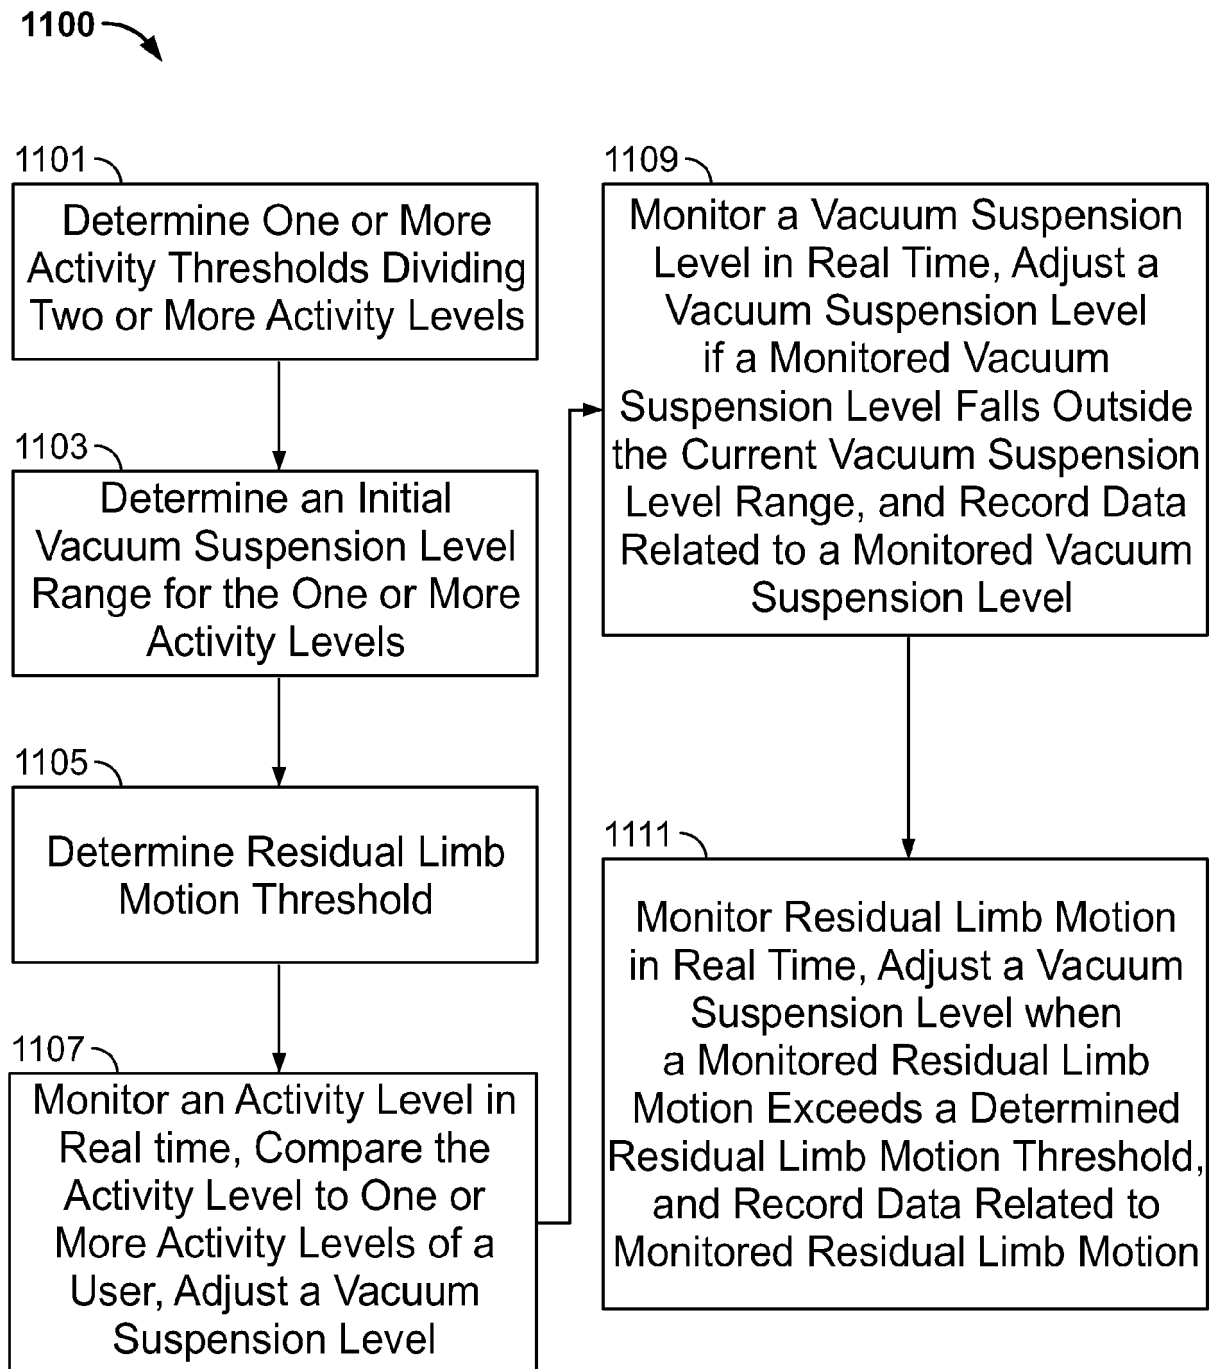 1100
1101
Determine One or More
Activity Thresholds Dividing
Two or More Activity Levels
1103
Determine an Initial
Vacuum Suspension Level
Range for the One or More
Activity Levels
1105
Determine Residual Limb
Motion Threshold
1107
Monitor an Activity Level in
Real time, Compare the
Activity Level to One or
More Activity Levels of a
User, Adjust a Vacuum
Suspension Level
1109
Monitor a Vacuum Suspension
Level in Real Time, Adjust a
Vacuum Suspension Level
if a Monitored Vacuum
Suspension Level Falls Outside
the Current Vacuum Suspension
Level Range, and Record Data
Related to a Monitored Vacuum
Suspension Level
1111
Monitor Residual Limb Motion
in Real Time, Adjust a Vacuum
Suspension Level when
a Monitored Residual Limb
Motion Exceeds a Determined
Residual Limb Motion Threshold,
and Record Data Related to
Monitored Residual Limb Motion